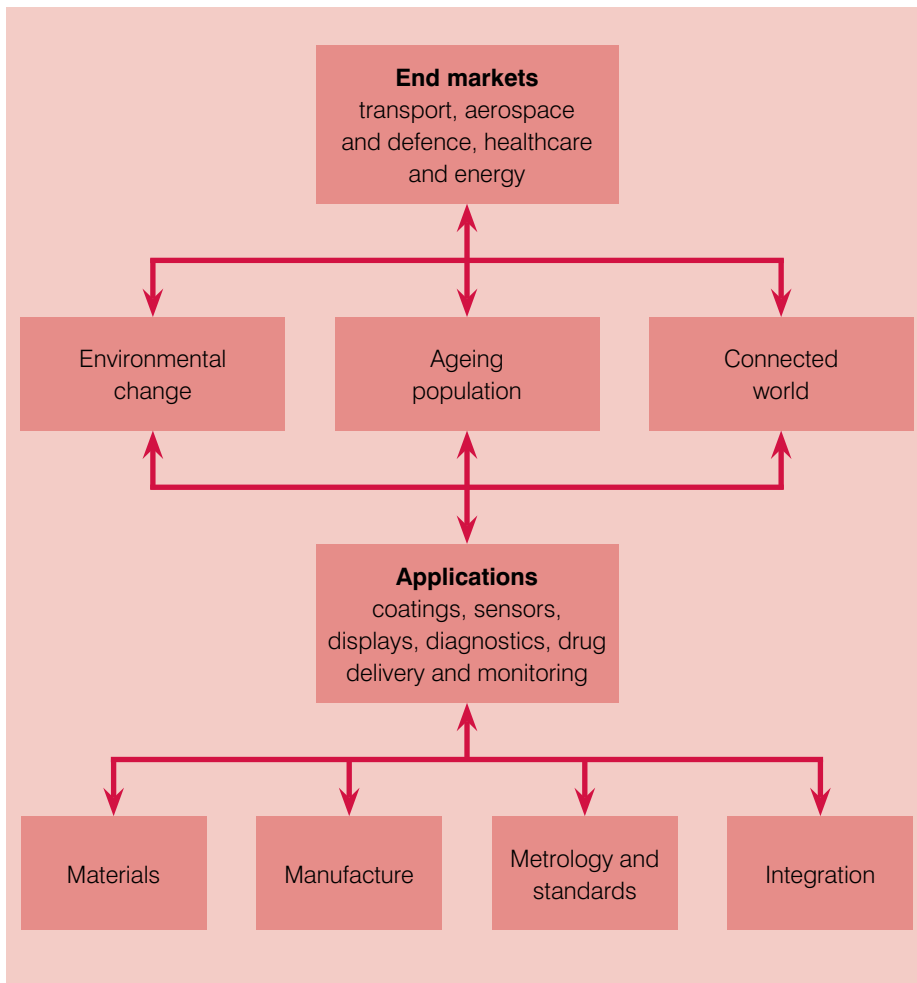 End markets
transport, aerospace
and defence, healthcare
and energy
Environmental
change
Ageing
population
Connected
world
Applications
coatings, sensors,
displays, diagnostics, drug
delivery and monitoring
Materials
Manufacture
Metrology and
standards
Integration